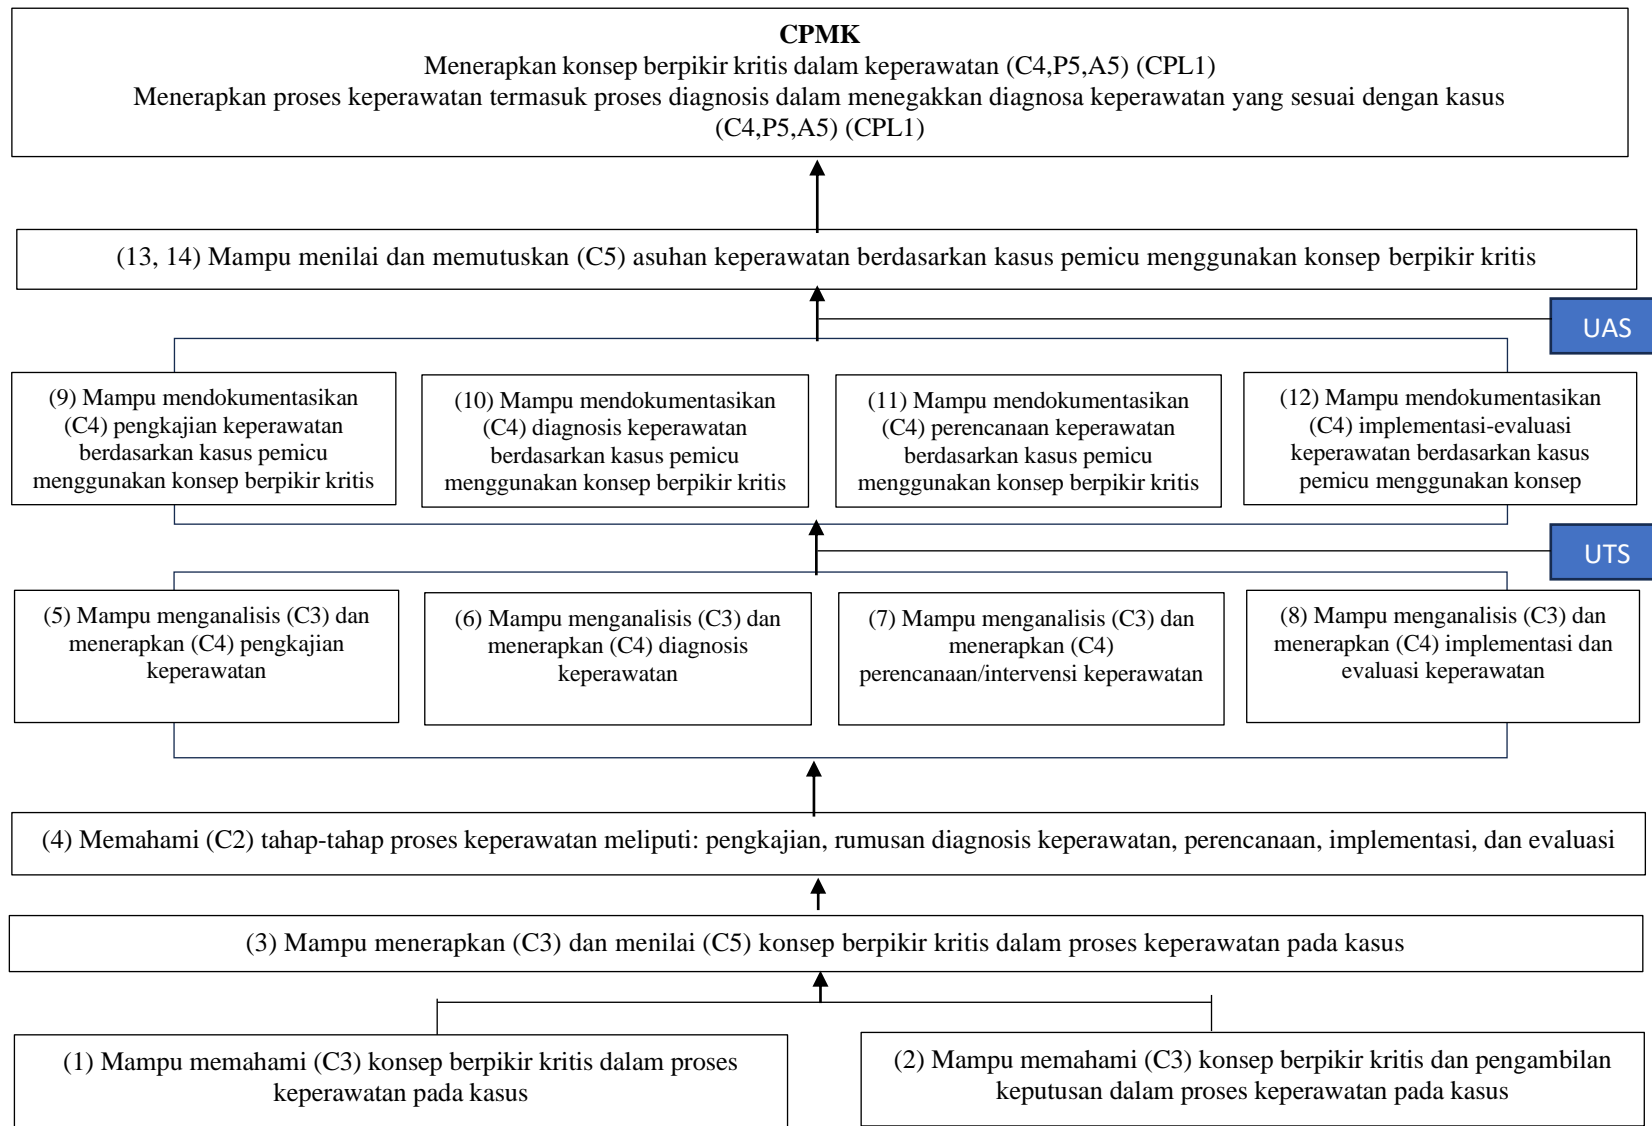 CPMK
Menerapkan konsep berpikir kritis dalam keperawatan (C4,P5,A5) (CPL1)
Menerapkan proses keperawatan termasuk proses diagnosis dalam menegakkan diagnosa keperawatan yang sesuai dengan kasus
(C4,P5,A5) (CPL1)
(13, 14) Mampu menilai dan memutuskan (C5) asuhan keperawatan berdasarkan kasus pemicu menggunakan konsep berpikir kritis
UAS
(9) Mampu mendokumentasikan
(C4) pengkajian keperawatan
berdasarkan kasus pemicu
menggunakan konsep berpikir kritis
(10) Mampu mendokumentasikan
(C4) diagnosis keperawatan
berdasarkan kasus pemicu
menggunakan konsep berpikir kritis
(11) Mampu mendokumentasikan
(C4) perencanaan keperawatan
berdasarkan kasus pemicu
menggunakan konsep berpikir kritis
(12) Mampu mendokumentasikan
(C4) implementasi-evaluasi
keperawatan berdasarkan kasus
pemicu menggunakan konsep
UTS
(5) Mampu menganalisis (C3) dan
menerapkan (C4) pengkajian
keperawatan
(6) Mampu menganalisis (C3) dan
menerapkan (C4) diagnosis
keperawatan
(7) Mampu menganalisis (C3) dan
menerapkan (C4)
perencanaan/intervensi keperawatan
(8) Mampu menganalisis (C3) dan
menerapkan (C4) implementasi dan
evaluasi keperawatan
(4) Memahami (C2) tahap-tahap proses keperawatan meliputi: pengkajian, rumusan diagnosis keperawatan, perencanaan, implementasi, dan evaluasi
(3) Mampu menerapkan (C3) dan menilai (C5) konsep berpikir kritis dalam proses keperawatan pada kasus
(1) Mampu memahami (C3) konsep berpikir kritis dalam proses
keperawatan pada kasus
(2) Mampu memahami (C3) konsep berpikir kritis dan pengambilan
keputusan dalam proses keperawatan pada kasus